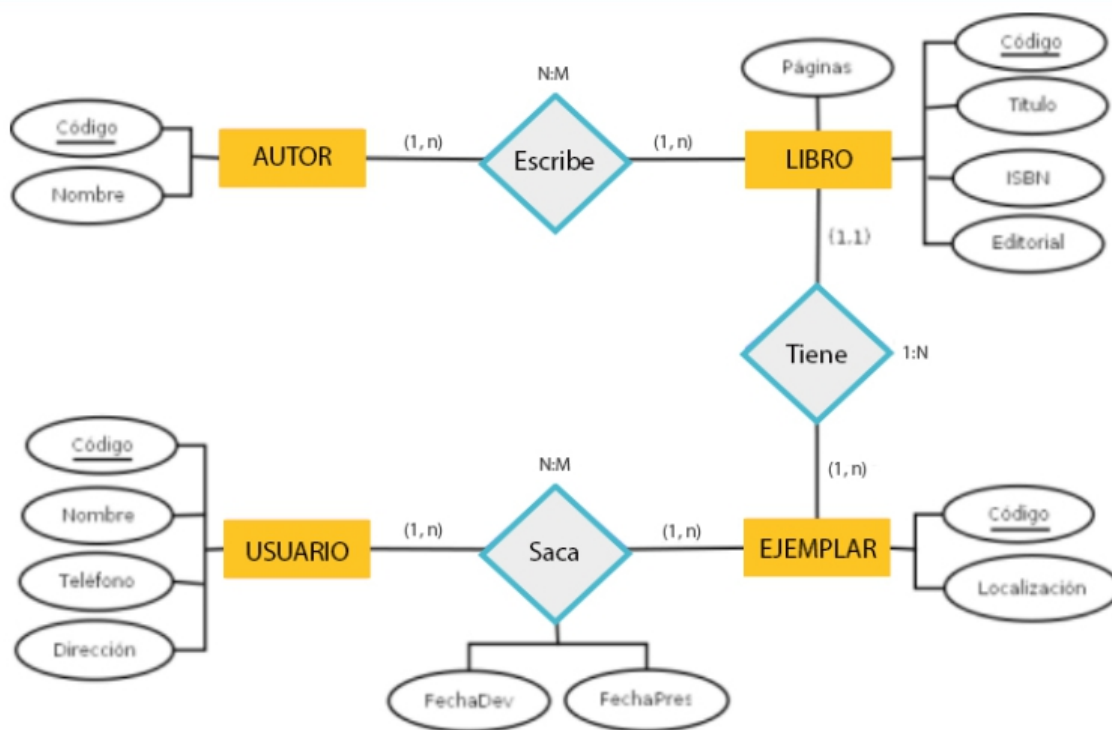 Código
Nombre
AUTOR
(1, n)
N:M
Escribe
(1, n)
Páginas
LIBRO
Código
Titulo
ISBN
Editorial
(1,1)
Tiene
1:N
(1, n)
Código
Nombre
Teléfono
Dirección
USUARIO
(1, n)
N:M
Saca
(1, n)
EJEMPLAR
Código
Localización
FechaDev
FechaPres